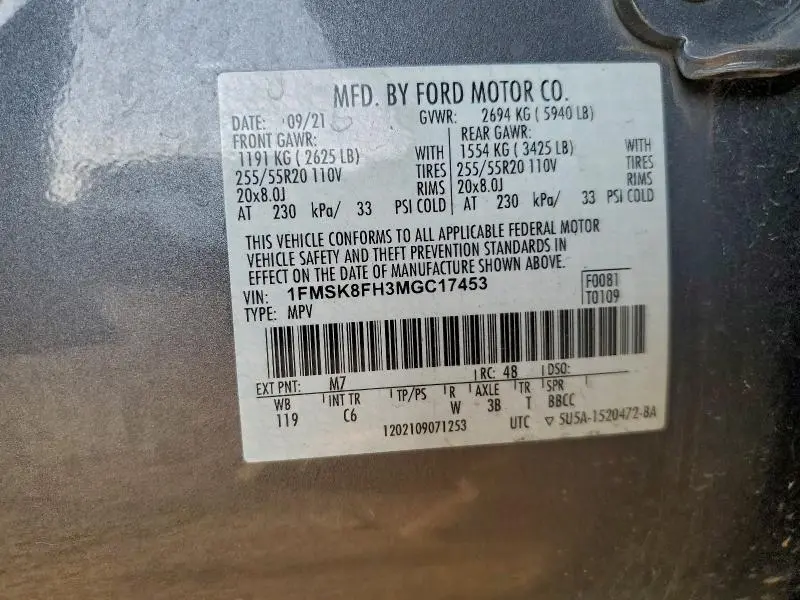 MFD. BY FORD MOTOR CO.
DATE: 09/21 GVWR: 2694 KG ( 5940 LB)
FRONT GAWR: REAR GAWR:
1191 KG ( 2625 LB) WITH 1554 KG ( 3425 LB) WITH
255/55R20 110V TIRES 255/55R20 110V TIRES
20x8.0J RIMS 20x8.0J RIMS
AT 230 kPa/ 33 PSI COLD AT 230 kPa/ 33 PSI COLD
THIS VEHICLE CONFORMS TO ALL APPLICABLE FEDERAL MOTOR
VEHICLE SAFETY AND THEFT PREVENTION STANDARDS IN
EFFECT ON THE DATE OF MANUFACTURE SHOWN ABOVE.
VIN: 1FMSK8FH3MGC17453 F0081
TYPE: MPV T0109
EXT PNT: M7 RC: 48 DSO:
WB INT TR TP/PS R AXLE TR SPR
119 C6 W 3B T BBCC
1202109071253 UTC ▽ 5U5A-1520472-BA